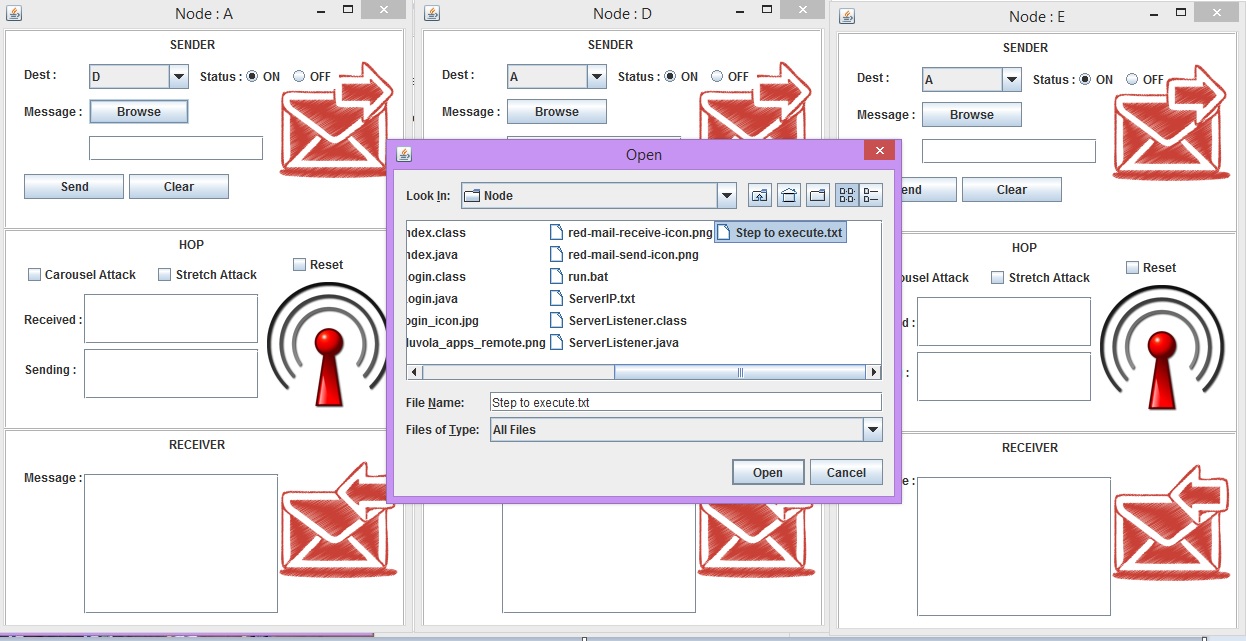 Node : A
SENDER
Dest :
D
Status :
ON
OFF
Message :
Browse
Send
Clear
HOP
Carousel Attack
Stretch Attack
Reset
Received :
Sending :
RECEIVER
Message :
Node : D
SENDER
Dest :
A
Status :
ON
OFF
Message :
Browse
Open
Look In:
Node
ndex.class
ndex.java
ogin.class
ogin.java
ogin_icon.jpg
luvola_apps_remote.png
red-mail-receive-icon.png
red-mail-send-icon.png
run.bat
ServerIP.txt
ServerListener.class
ServerListener.java
Step to execute.txt
File Name:
Step to execute.txt
Files of Type:
All Files
Open
Cancel
Node : E
SENDER
Dest :
A
Status :
ON
OFF
Message :
Browse
end
Clear
HOP
usel Attack
Stretch Attack
Reset
d :
:
RECEIVER
e :